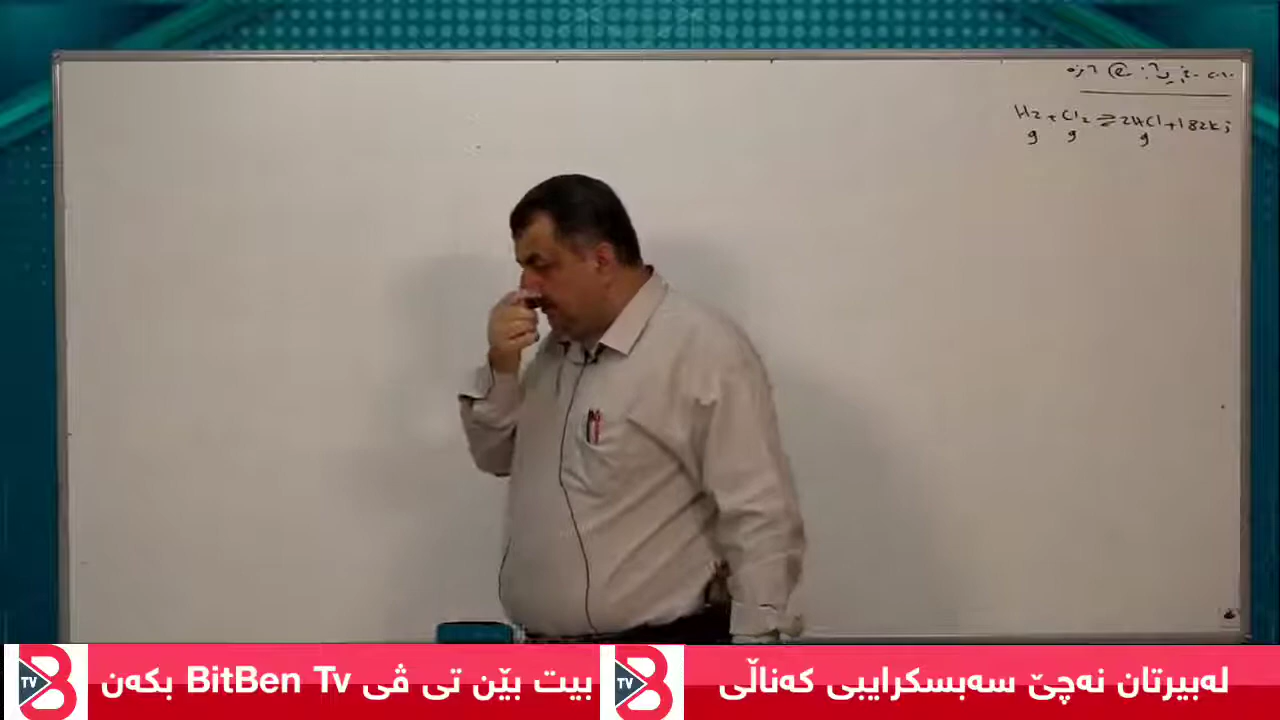 H₂ + Cl₂ ⇌ 2HCl + 182kj
g g g
لەبیرتان نەچێ سەبسکرایبی کەناڵی
TV
بیت بێن تی ڤی BitBen Tv بکەن
TV